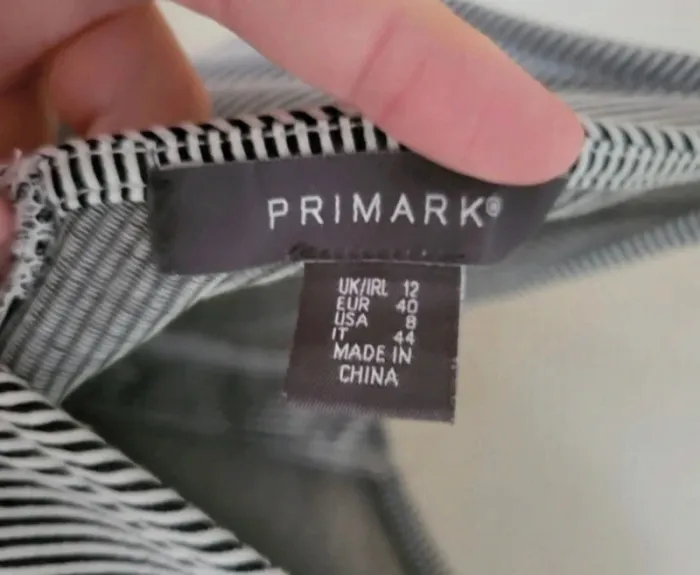 PRIMARK®
UK/IRL 12
EUR 40
USA 8
IT 44
MADE IN
CHINA